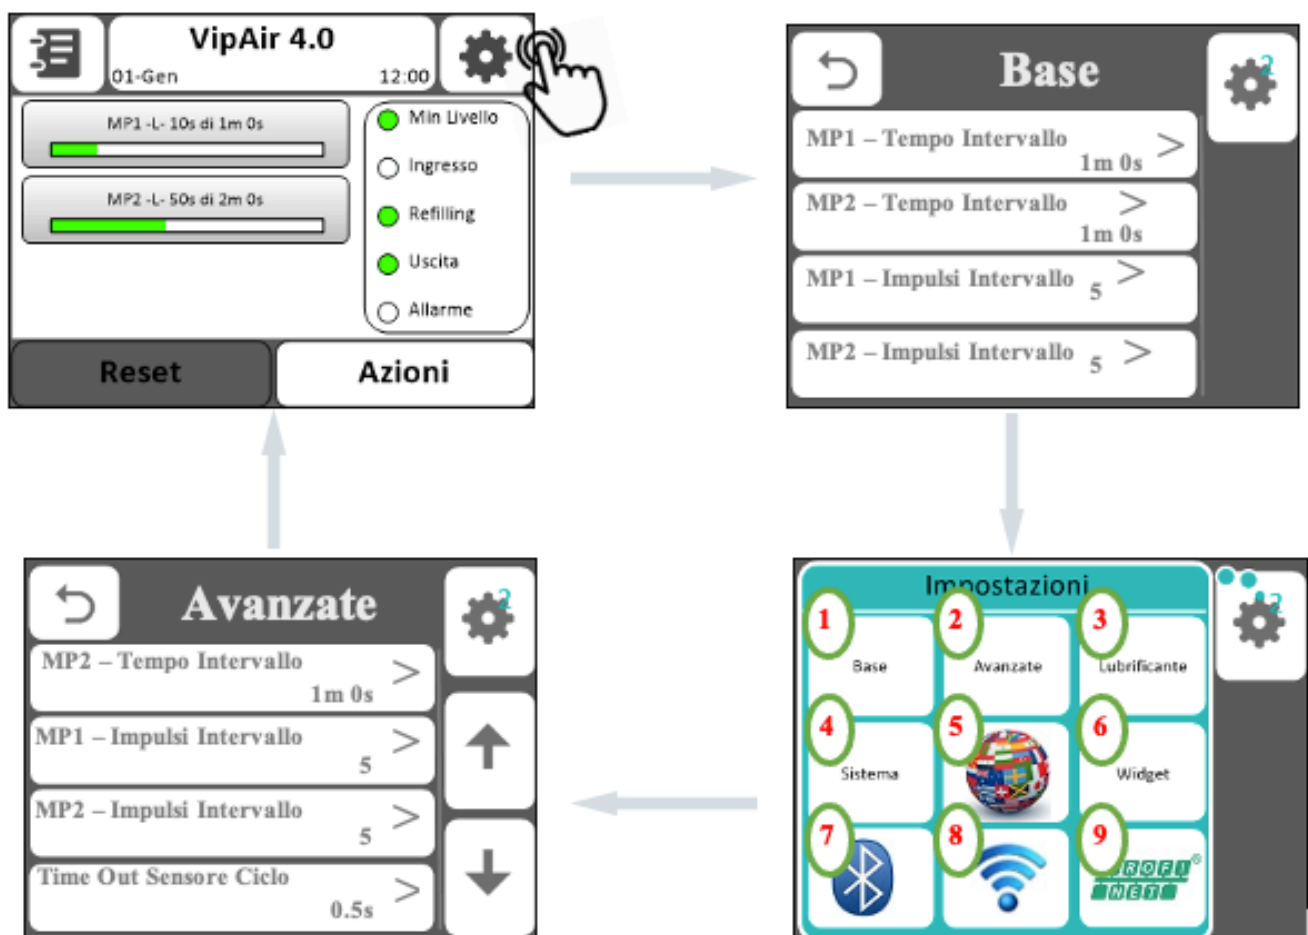 VipAir 4.0
01-Gen 12:00
MP1 -L- 10s di 1m 0s
MP2 -L- 50s di 2m 0s
Min Livello
Ingresso
Refilling
Uscita
Allarme
Reset
Azioni
Base
2
MP1 – Tempo Intervallo >
1m 0s
MP2 – Tempo Intervallo >
1m 0s
MP1 – Impulsi Intervallo >
5
MP2 – Impulsi Intervallo >
5
Avanzate
2
MP2 – Tempo Intervallo >
1m 0s
MP1 – Impulsi Intervallo >
5
MP2 – Impulsi Intervallo >
5
Time Out Sensore Ciclo >
0.5s
Impostazioni
2
1
Base
2
Avanzate
3
Lubrificante
4
Sistema
5
6
Widget
7
8
9
PROFI®
NET